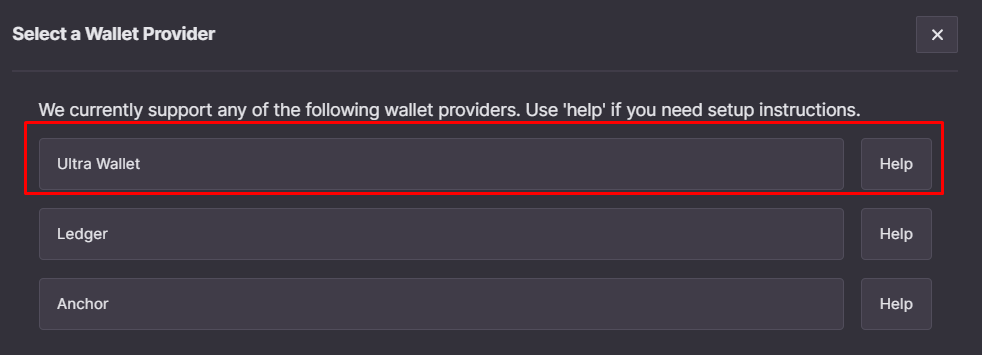 Select a Wallet Provider
We currently support any of the following wallet providers. Use 'help' if you need setup instructions.
Ultra Wallet Help
Ledger Help
Anchor Help